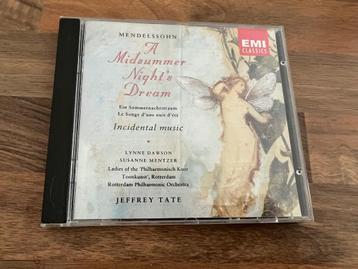 MENDELSSOHN
A
Midsummer
Night's
Dream
Ein Sommernachtstraum
Le Songe d'une nuit d'été
Incidental music
LYNNE DAWSON
SUSANNE MENTZER
Ladies of the 'Philharmonisch Koor
Toonkunst', Rotterdam
Rotterdam Philharmonic Orchestra
JEFFREY TATE
EMI
CLASSICS